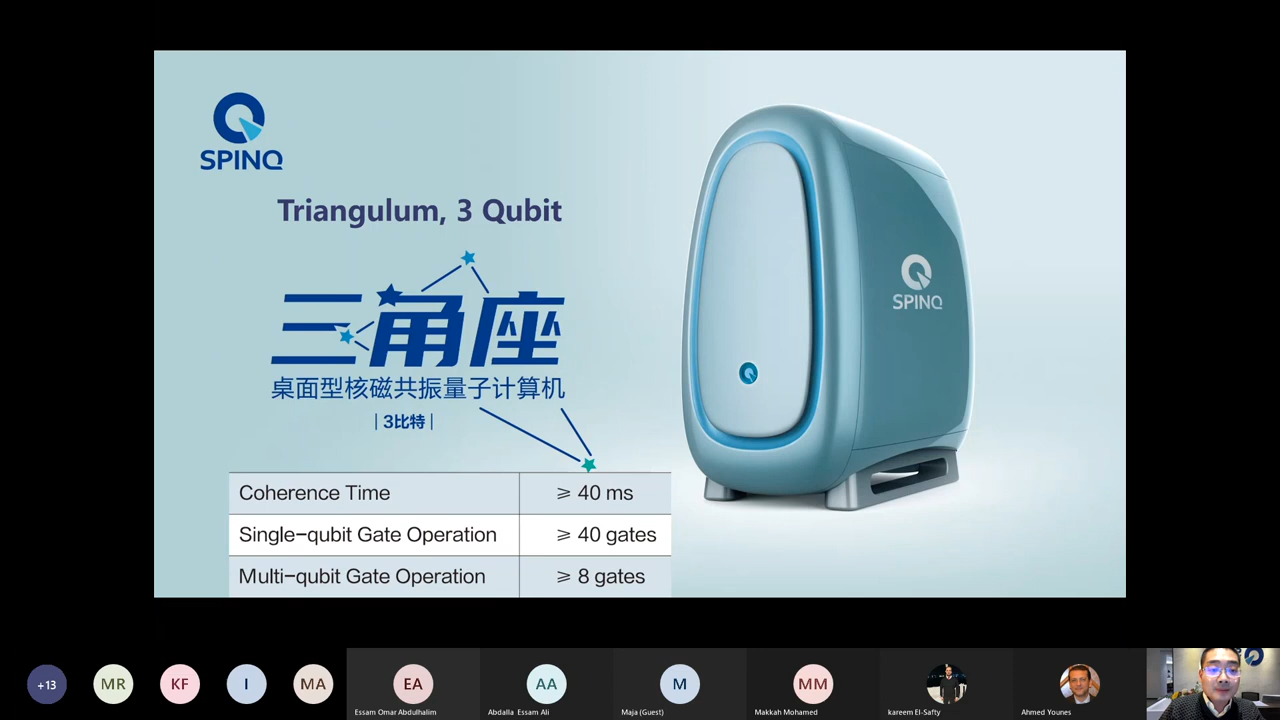 SPINQ
Triangulum, 3 Qubit
三角座
桌面型核磁共振量子计算机
|3比特|
SPINQ
Coherence Time ⩾ 40 ms
Single-qubit Gate Operation ⩾ 40 gates
Multi-qubit Gate Operation ⩾ 8 gates
+13
MR
KF
I
MA
EA
AA
M
MM
Essam Omar Abdulhalim
Abdalla Essam Ali
Maja (Guest)
Makkah Mohamed
kareem El-Safty
Ahmed Younes